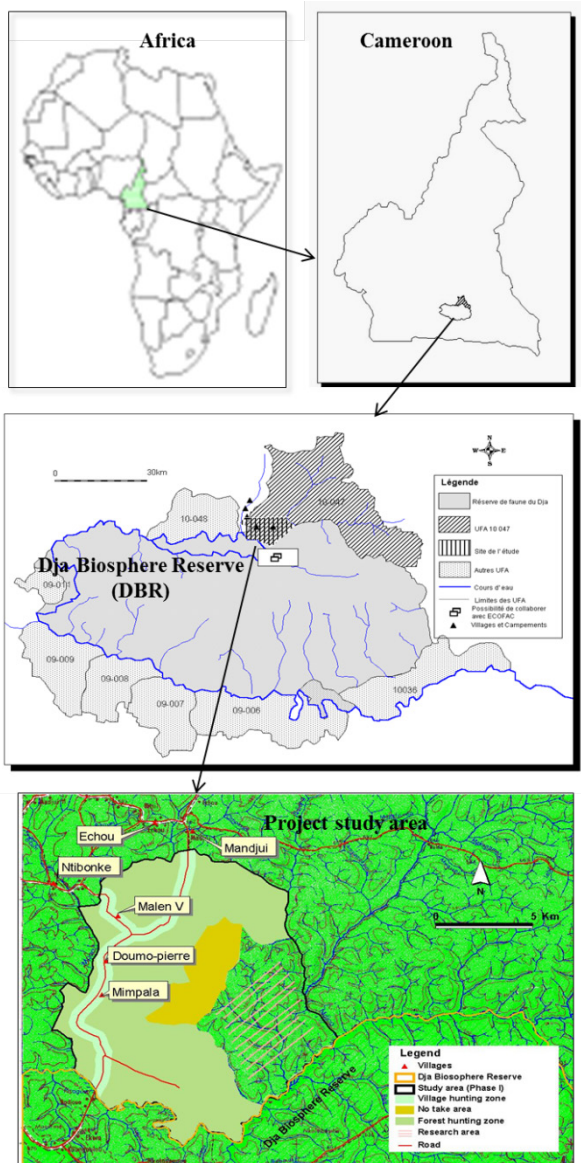 Africa
Cameroon
N
W E
S
0 30km
10-047
10-048
Légende
Réserve de faune du Dja
UFA 10 047
Site de l'étude
Autres UFA
Cours d'eau
Limites des UFA
Possibilité de collaborer
avec ECOFAC
Villages et Campements
Dja Biosphere Reserve
(DBR)
09-011
09-009
09-008
09-007
09-006
10036
Project study area
Echou
Mandjui
Ntibonke
Malen V
Doumo-pierre
Mimpala
N
0 5 Km
Dja Biosphere Reserve
Legend
Villages
Dja Biosophere Reserve
Study area (Phase I)
Village hunting zone
No take area
Forest hunting zone
Research area
Road